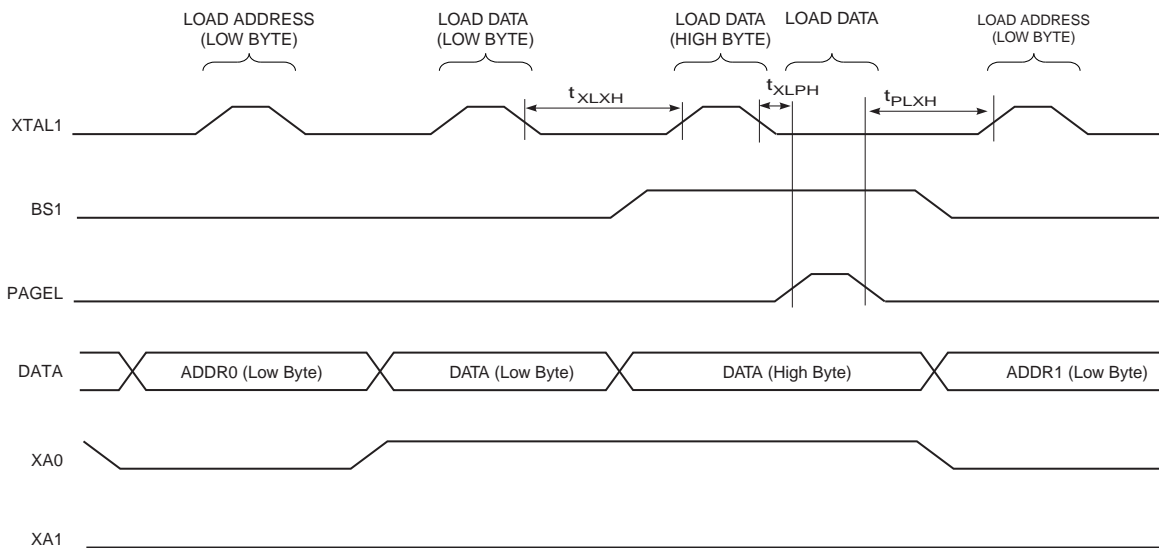 LOAD ADDRESS
(LOW BYTE)
LOAD DATA
(LOW BYTE)
LOAD DATA
(HIGH BYTE)
LOAD DATA
LOAD ADDRESS
(LOW BYTE)
tXLXH
tXLPH
tPLXH
XTAL1
BS1
PAGEL
DATA
ADDR0 (Low Byte)
DATA (Low Byte)
DATA (High Byte)
ADDR1 (Low Byte)
XA0
XA1